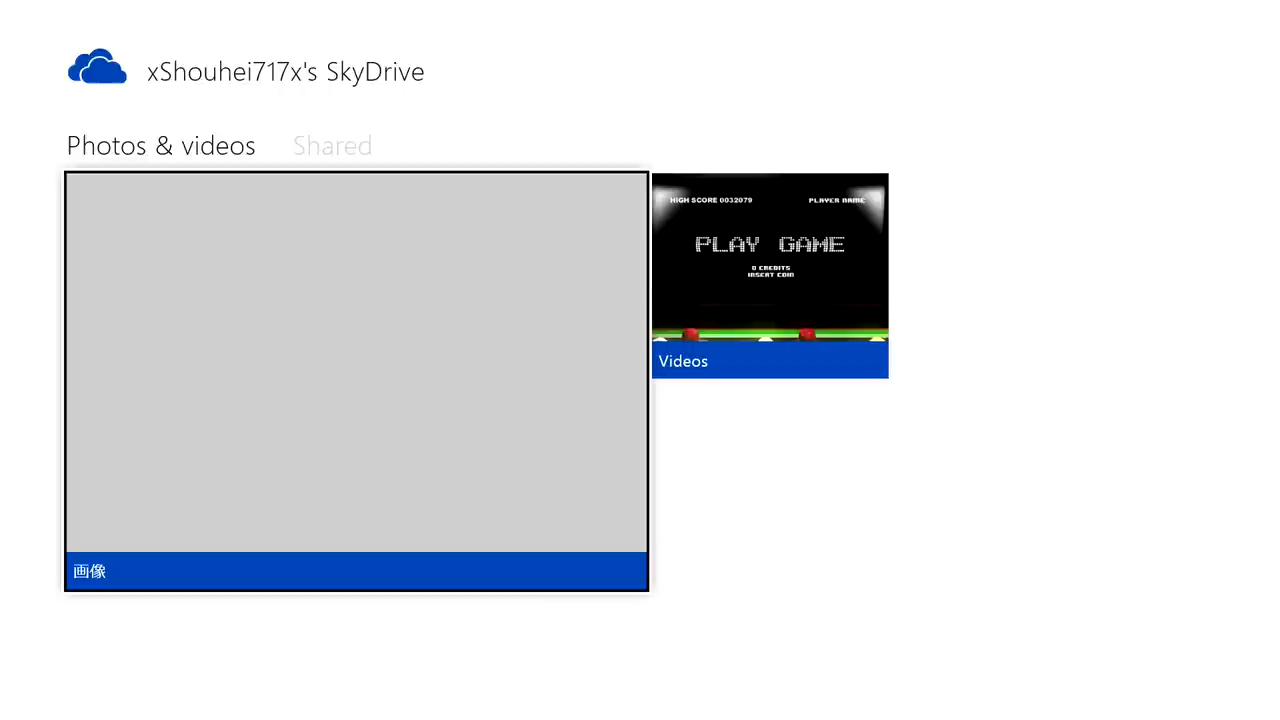 xShouhei717x's SkyDrive
Photos & videos Shared
HIGH SCORE 0032079 PLAYER NAME
PLAY GAME
0 CREDITS
INSERT COIN
Videos
画像